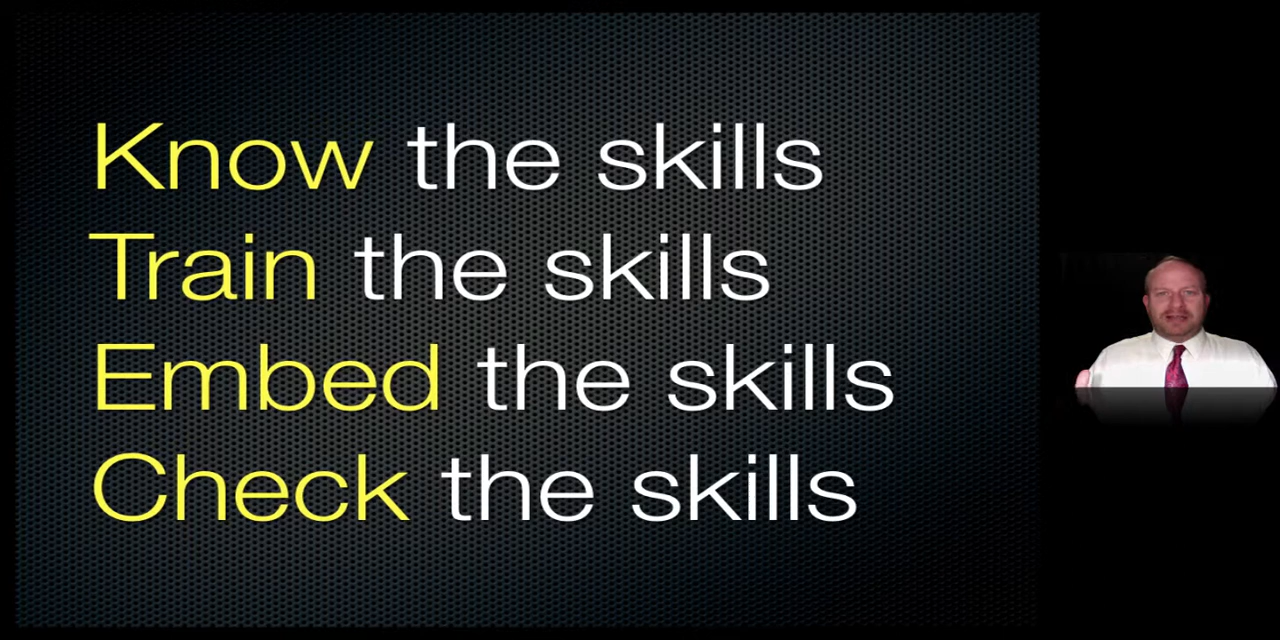 Know the skills
Train the skills
Embed the skills
Check the skills